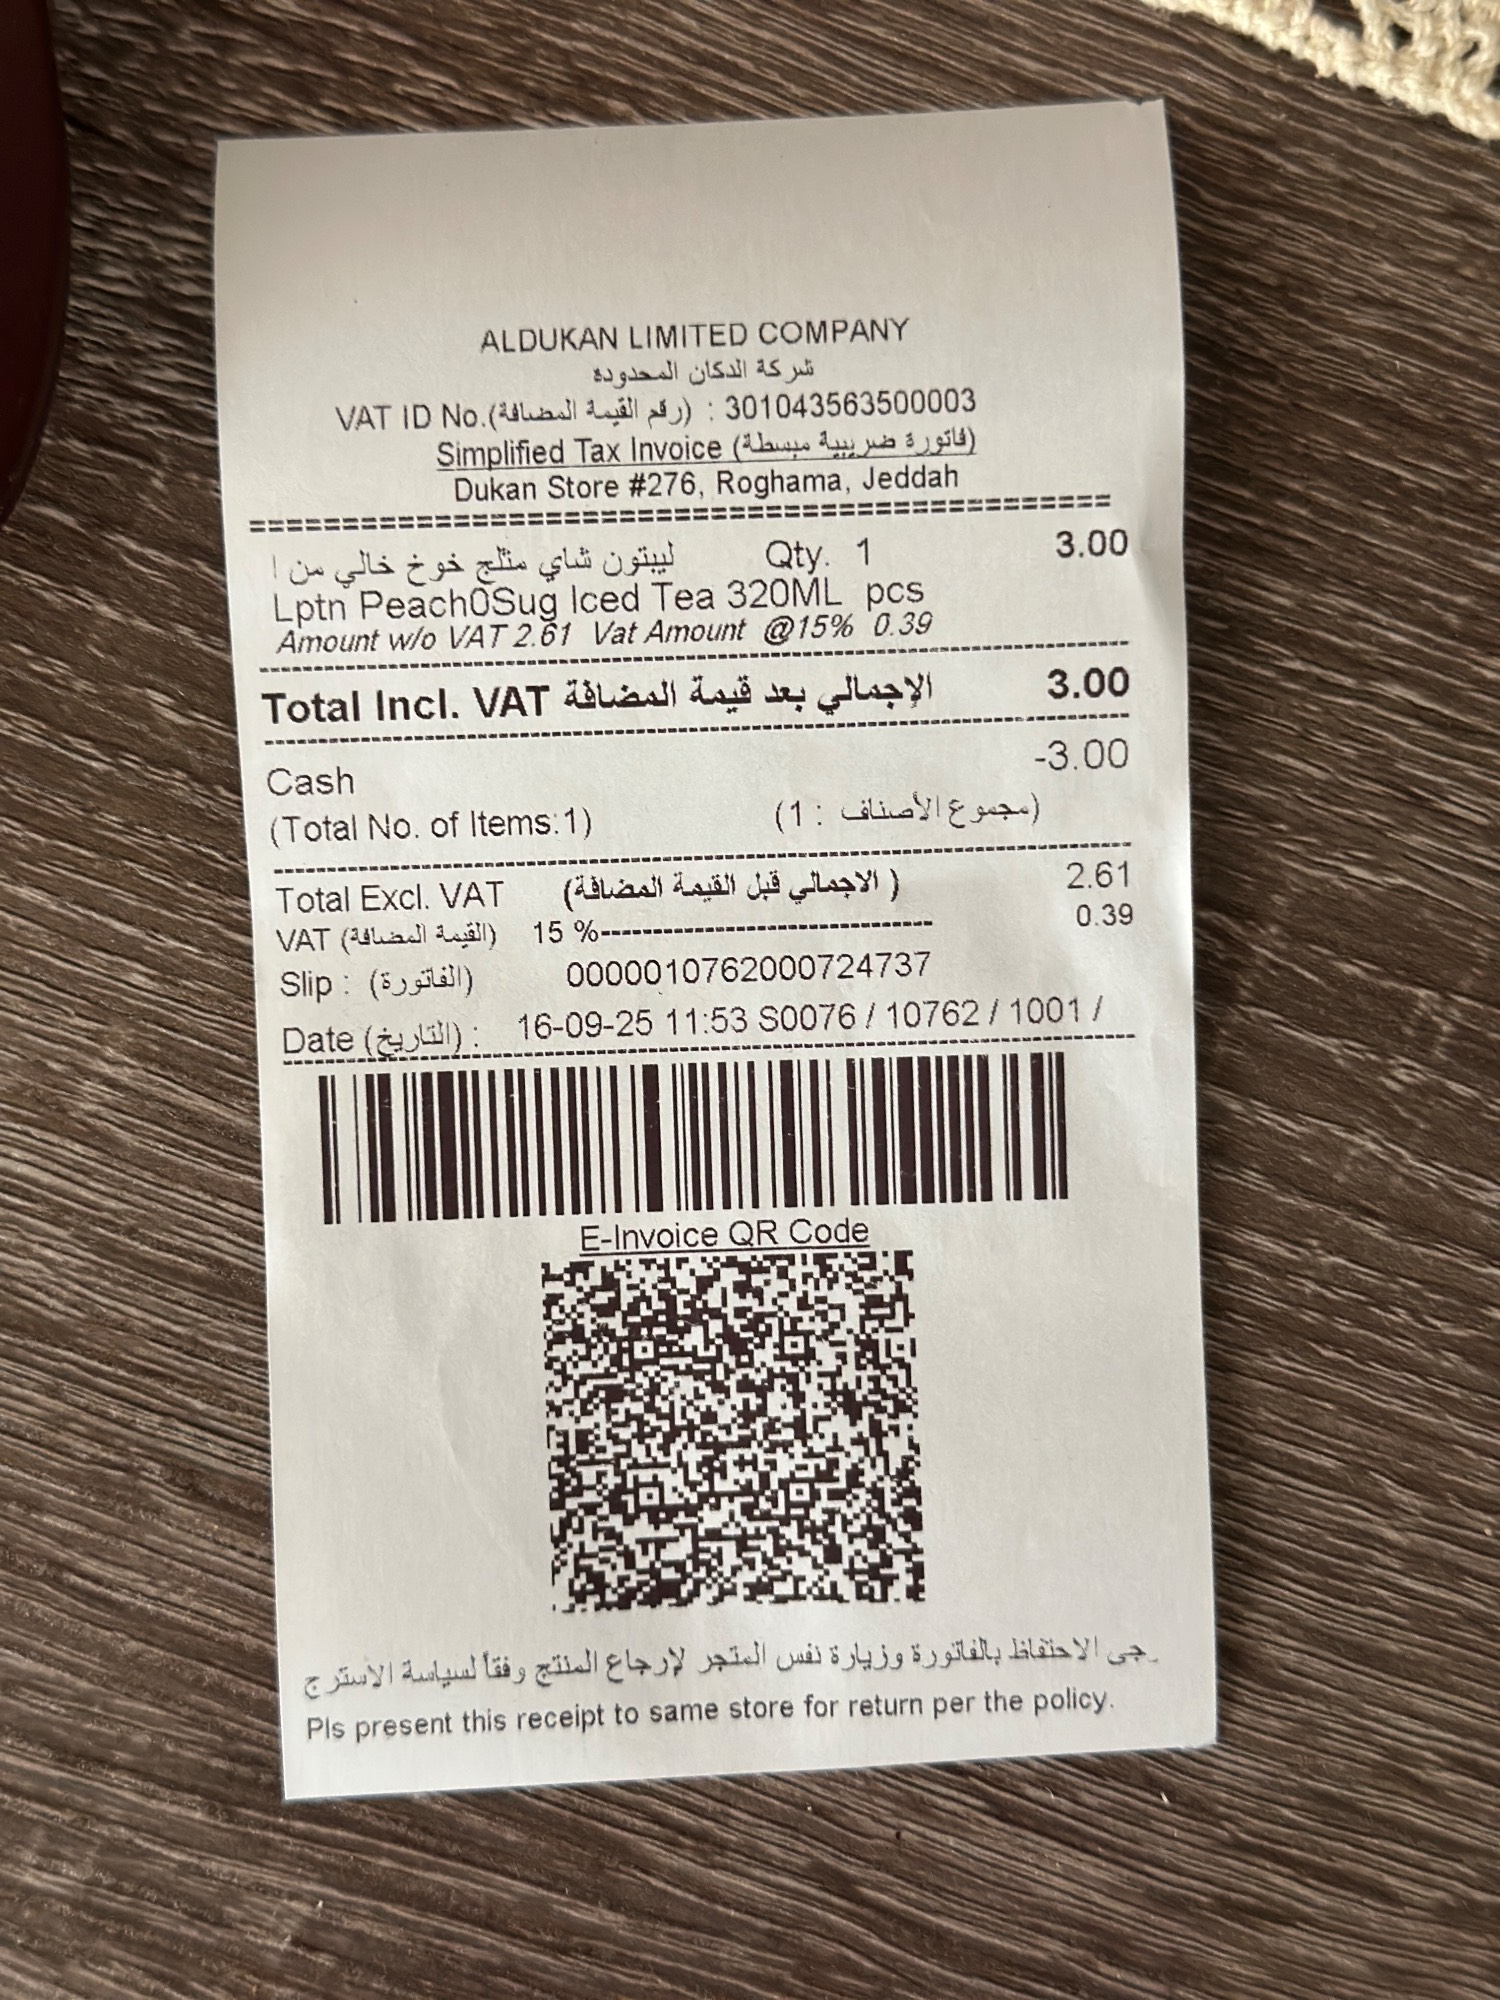 ALDUKAN LIMITED COMPANY
شركة الدكان المحدوده
VAT ID No.(رقم القيمة المضافة) : 301043563500003
Simplified Tax Invoice (فاتورة ضريبية مبسطة)
Dukan Store #276, Roghama, Jeddah
ليبتون شاي مثلج خوخ خالي من ا Qty. 1 3.00
Lptn Peach0Sug Iced Tea 320ML pcs
Amount w/o VAT 2.61 Vat Amount @15% 0.39
Total Incl. VAT الإجمالي بعد قيمة المضافة 3.00
Cash -3.00
(Total No. of Items:1) (مجموع الأصناف : 1)
Total Excl. VAT (الاجمالي قبل القيمة المضافة ) 2.61
VAT (القيمة المضافة) 15 %------------------------------- 0.39
Slip : (الفاتورة) 0000010762000724737
Date (التاريخ) : 16-09-25 11:53 S0076 / 10762 / 1001 /
E-Invoice QR Code
رجى الاحتفاظ بالفاتورة وزيارة نفس المتجر لإرجاع المنتج وفقاً لسياسة الاسترج
Pls present this receipt to same store for return per the policy.